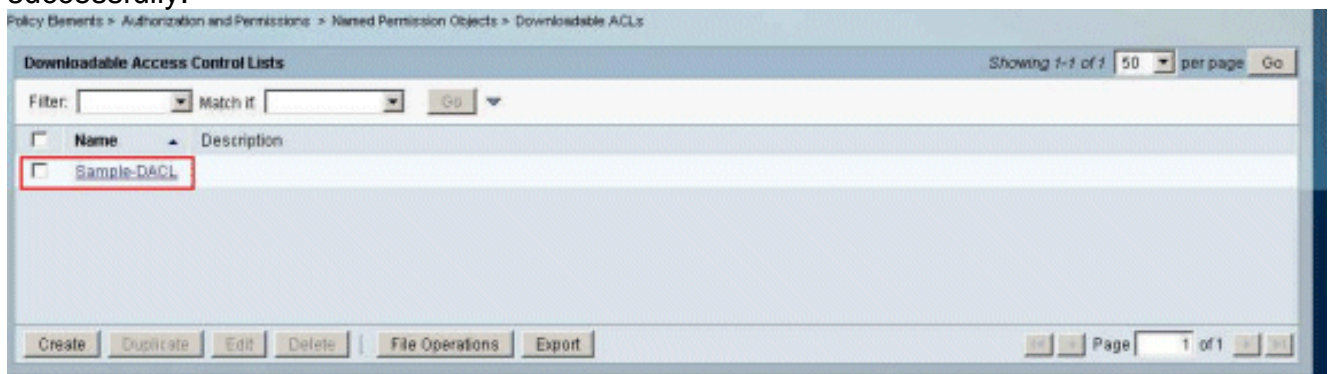 successfully.
Policy Elements > Authorization and Permissions > Named Permission Objects > Downloadable ACLs
Downloadable Access Control Lists Showing 1-1 of 1 50 per page Go
Filter: Match if: Go
Name Description
Sample-DACL
Create Duplicate Edit Delete | File Operations Export Page 1 of 1